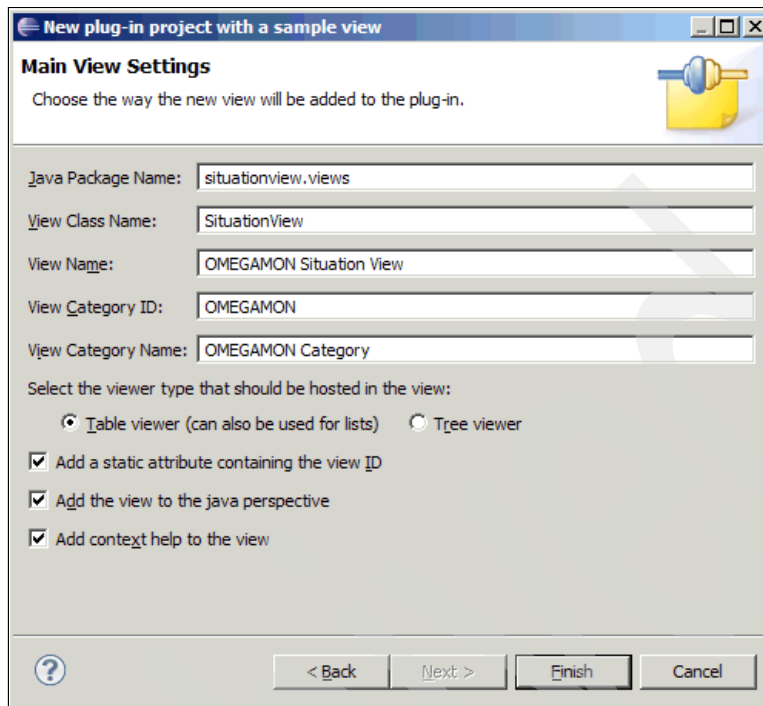 New plug-in project with a sample view
Main View Settings
Choose the way the new view will be added to the plug-in.
Java Package Name: situationview.views
View Class Name: SituationView
View Name: OMEGAMON Situation View
View Category ID: OMEGAMON
View Category Name: OMEGAMON Category
Select the viewer type that should be hosted in the view:
Table viewer (can also be used for lists) Tree viewer
Add a static attribute containing the view ID
Add the view to the java perspective
Add context help to the view
? < Back Next > Finish Cancel